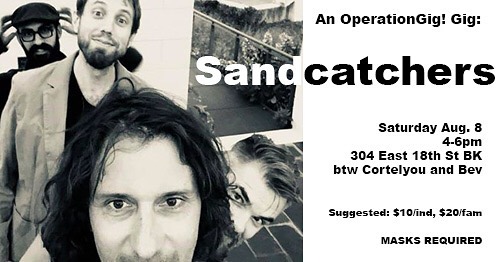 An OperationGig! Gig:
Sandcatchers
Saturday Aug. 8
4-6pm
304 East 18th St BK
btw Cortelyou and Bev
Suggested: $10/ind, $20/fam
MASKS REQUIRED